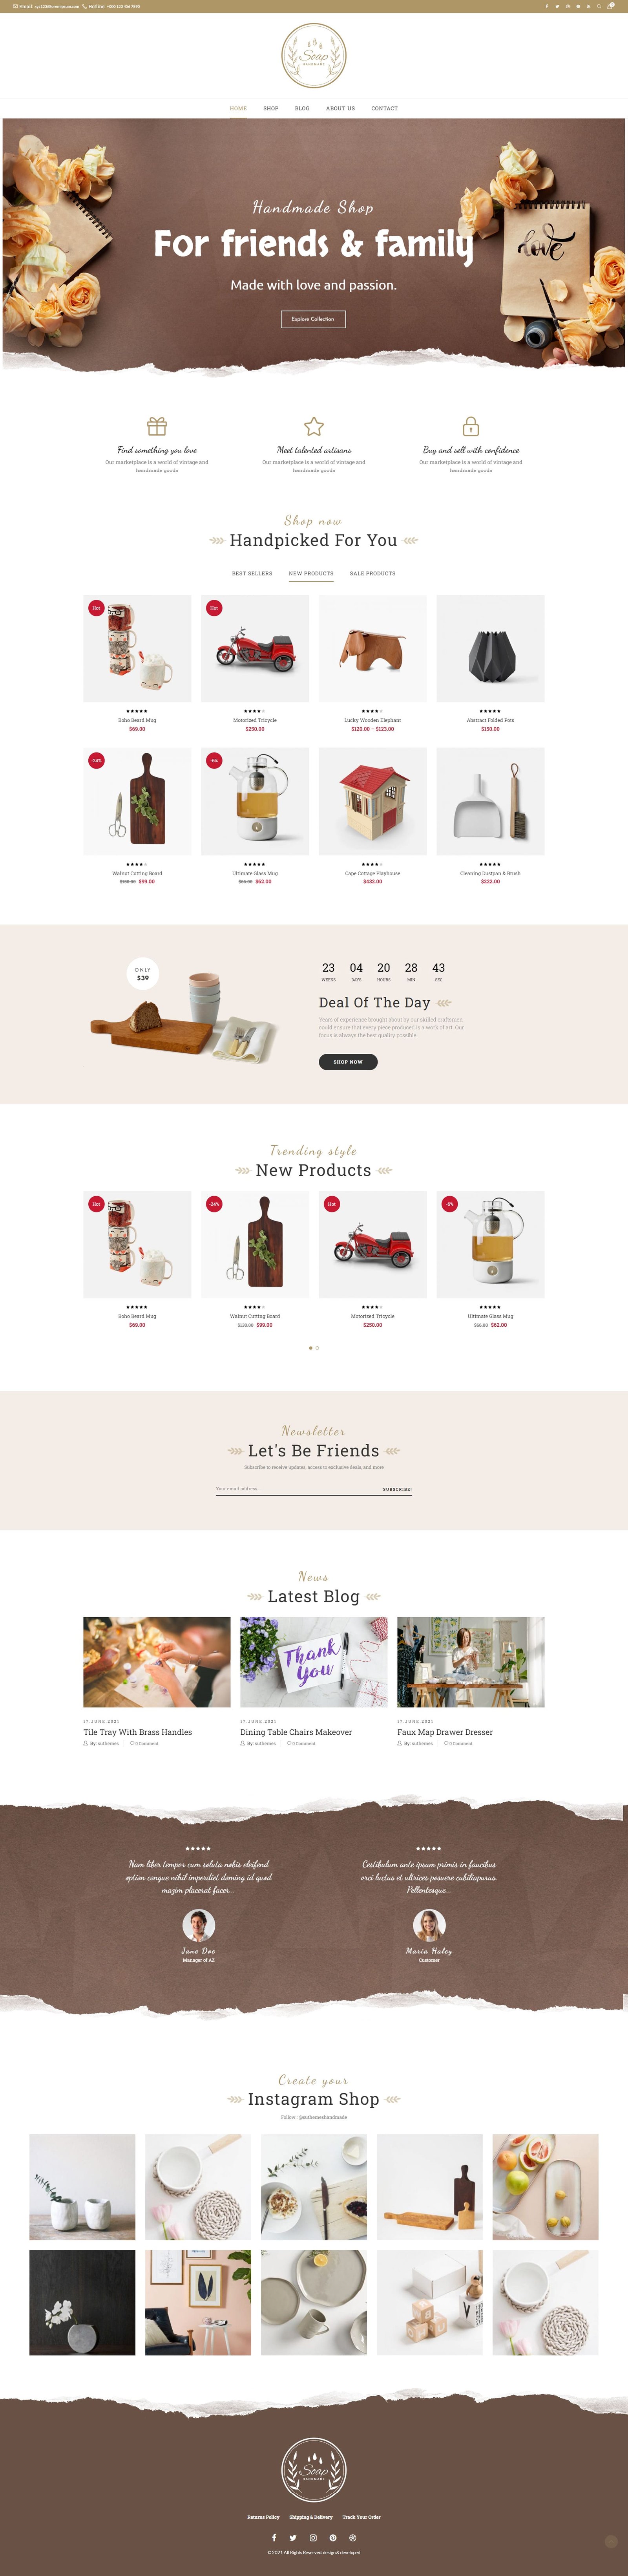 Email : xyz123@loremipsum.com Hotline : +000 123 456 7890
0
Soap
HANDMADE
HOME SHOP BLOG ABOUT US CONTACT
Handmade Shop
For friends & family
Made with love and passion.
Explore Collection
love
Find something you love
Our marketplace is a world of vintage and
handmade goods
Meet talented artisans
Our marketplace is a world of vintage and
handmade goods
Buy and sell with confidence
Our marketplace is a world of vintage and
handmade goods
Shop now
Handpicked For You
BEST SELLERS NEW PRODUCTS SALE PRODUCTS
Hot
Hot
Boho Beard Mug
$69.00
Motorized Tricycle
$250.00
Lucky Wooden Elephant
$120.00 – $123.00
Abstract Folded Pots
$150.00
-24%
-6%
Walnut Cutting Board
$130.00 $99.00
Ultimate Glass Mug
$66.00 $62.00
Cape Cottage Playhouse
$432.00
Cleaning Dustpan & Brush
$222.00
ONLY
$39
23 04 20 28 43
WEEKS DAYS HOURS MIN SEC
Deal Of The Day
Years of experience brought about by our skilled craftsmen
could ensure that every piece produced is a work of art. Our
focus is always the best quality possible.
SHOP NOW
Trending style
New Products
Hot
-24%
Hot
-6%
Boho Beard Mug
$69.00
Walnut Cutting Board
$130.00 $99.00
Motorized Tricycle
$250.00
Ultimate Glass Mug
$66.00 $62.00
Newsletter
Let's Be Friends
Subscribe to receive updates, access to exclusive deals, and more
Your email address...
SUBSCRIBE!
News
Latest Blog
Thank
You
17 JUNE 2021
Tile Tray With Brass Handles
By: nuthemes 0 Comment
17 JUNE 2021
Dining Table Chairs Makeover
By: nuthemes 0 Comment
17 JUNE 2021
Faux Map Drawer Dresser
By: nuthemes 0 Comment
Nam liber tempor cum soluta nobis eleifend
option congue nihil imperdiet doming id quod
mazim placerat facer...
Jane Doe
Manager of AZ
Cestibulum ante ipsum primis in faucibus
orci luctus et ultrices posuere cubiliapurus.
Pellentesque...
Maria Haley
Customer
Create your
Instagram Shop
Follow : @nuthemeshandmade
V
Soap
HANDMADE
Returns Policy Shipping & Delivery Track Your Order
© 2021 All Rights Reserved. design & developed